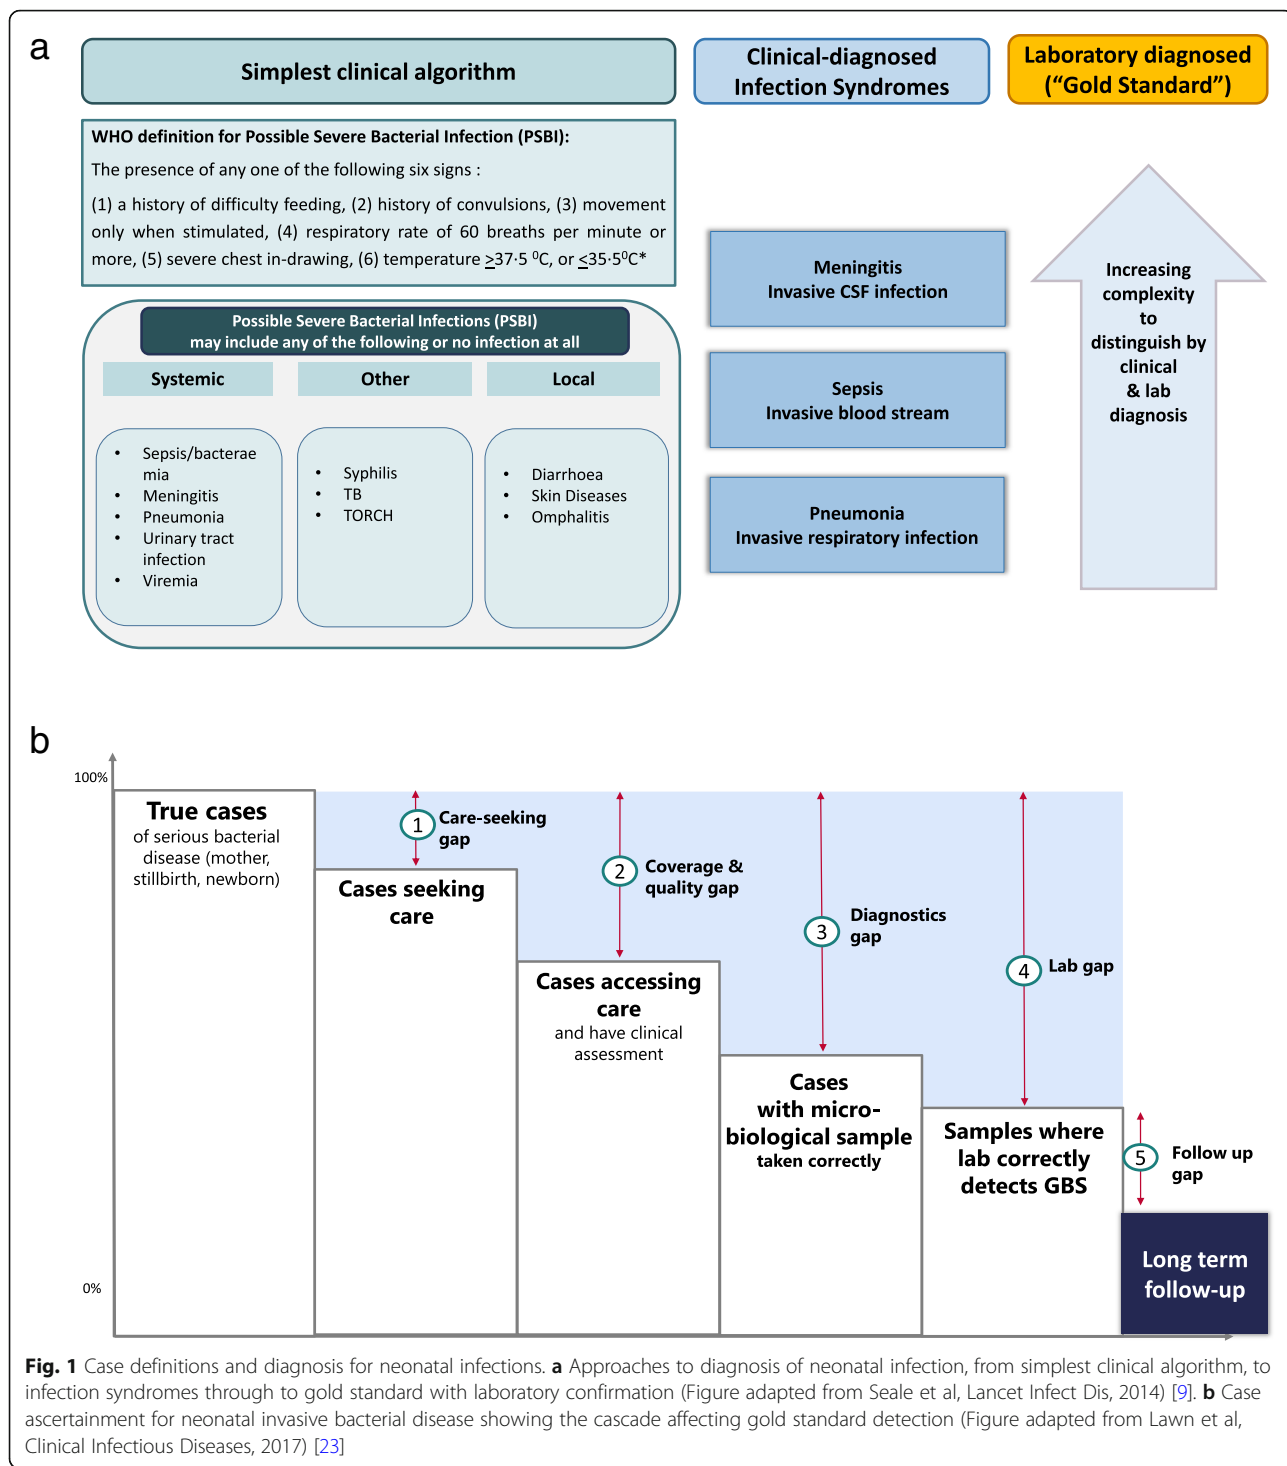 a
Simplest clinical algorithm
Clinical-diagnosed
Infection Syndromes
Laboratory diagnosed
(“Gold Standard”)
WHO definition for Possible Severe Bacterial Infection (PSBI):
The presence of any one of the following six signs :
(1) a history of difficulty feeding, (2) history of convulsions, (3) movement
only when stimulated, (4) respiratory rate of 60 breaths per minute or
more, (5) severe chest in-drawing, (6) temperature ≥37·5 ⁰C, or ≤35·5⁰C*
Possible Severe Bacterial Infections (PSBI)
may include any of the following or no infection at all
Systemic
Other
Local
• Sepsis/bacterae
mia
• Meningitis
• Pneumonia
• Urinary tract
infection
• Viremia
• Syphilis
• TB
• TORCH
• Diarrhoea
• Skin Diseases
• Omphalitis
Meningitis
Invasive CSF infection
Sepsis
Invasive blood stream
Pneumonia
Invasive respiratory infection
Increasing
complexity
to
distinguish by
clinical
& lab
diagnosis
b
100%
0%
True cases
of serious bacterial
disease (mother,
stillbirth, newborn)
1
Care-seeking
gap
Cases seeking
care
2
Coverage &
quality gap
Cases accessing
care
and have clinical
assessment
3
Diagnostics
gap
Cases
with micro-
biological sample
taken correctly
4
Lab gap
Samples where
lab correctly
detects GBS
5
Follow up
gap
Long term
follow-up
Fig. 1 Case definitions and diagnosis for neonatal infections. a Approaches to diagnosis of neonatal infection, from simplest clinical algorithm, to
infection syndromes through to gold standard with laboratory confirmation (Figure adapted from Seale et al, Lancet Infect Dis, 2014) [9]. b Case
ascertainment for neonatal invasive bacterial disease showing the cascade affecting gold standard detection (Figure adapted from Lawn et al,
Clinical Infectious Diseases, 2017) [23]